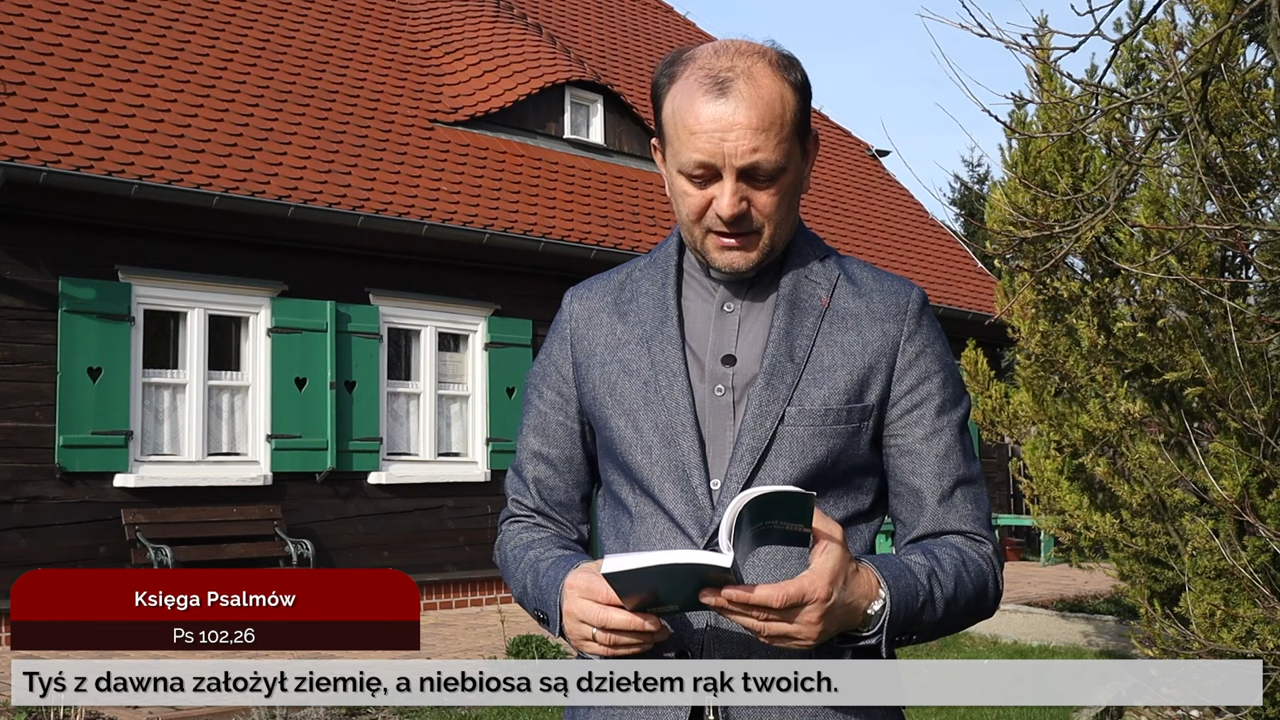 Księga Psalmów
Ps 102,26
Tyś z dawna założył ziemię, a niebiosa są dziełem rąk twoich.